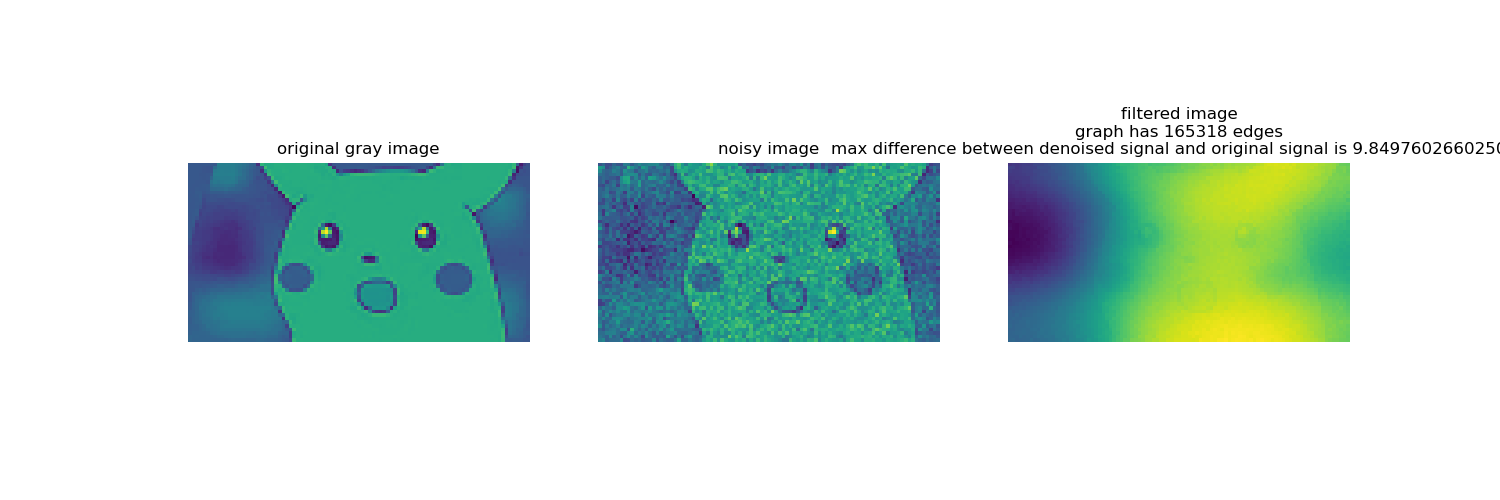 original gray image
noisy image
filtered image
graph has 165318 edges
max difference between denoised signal and original signal is 9.849760266025